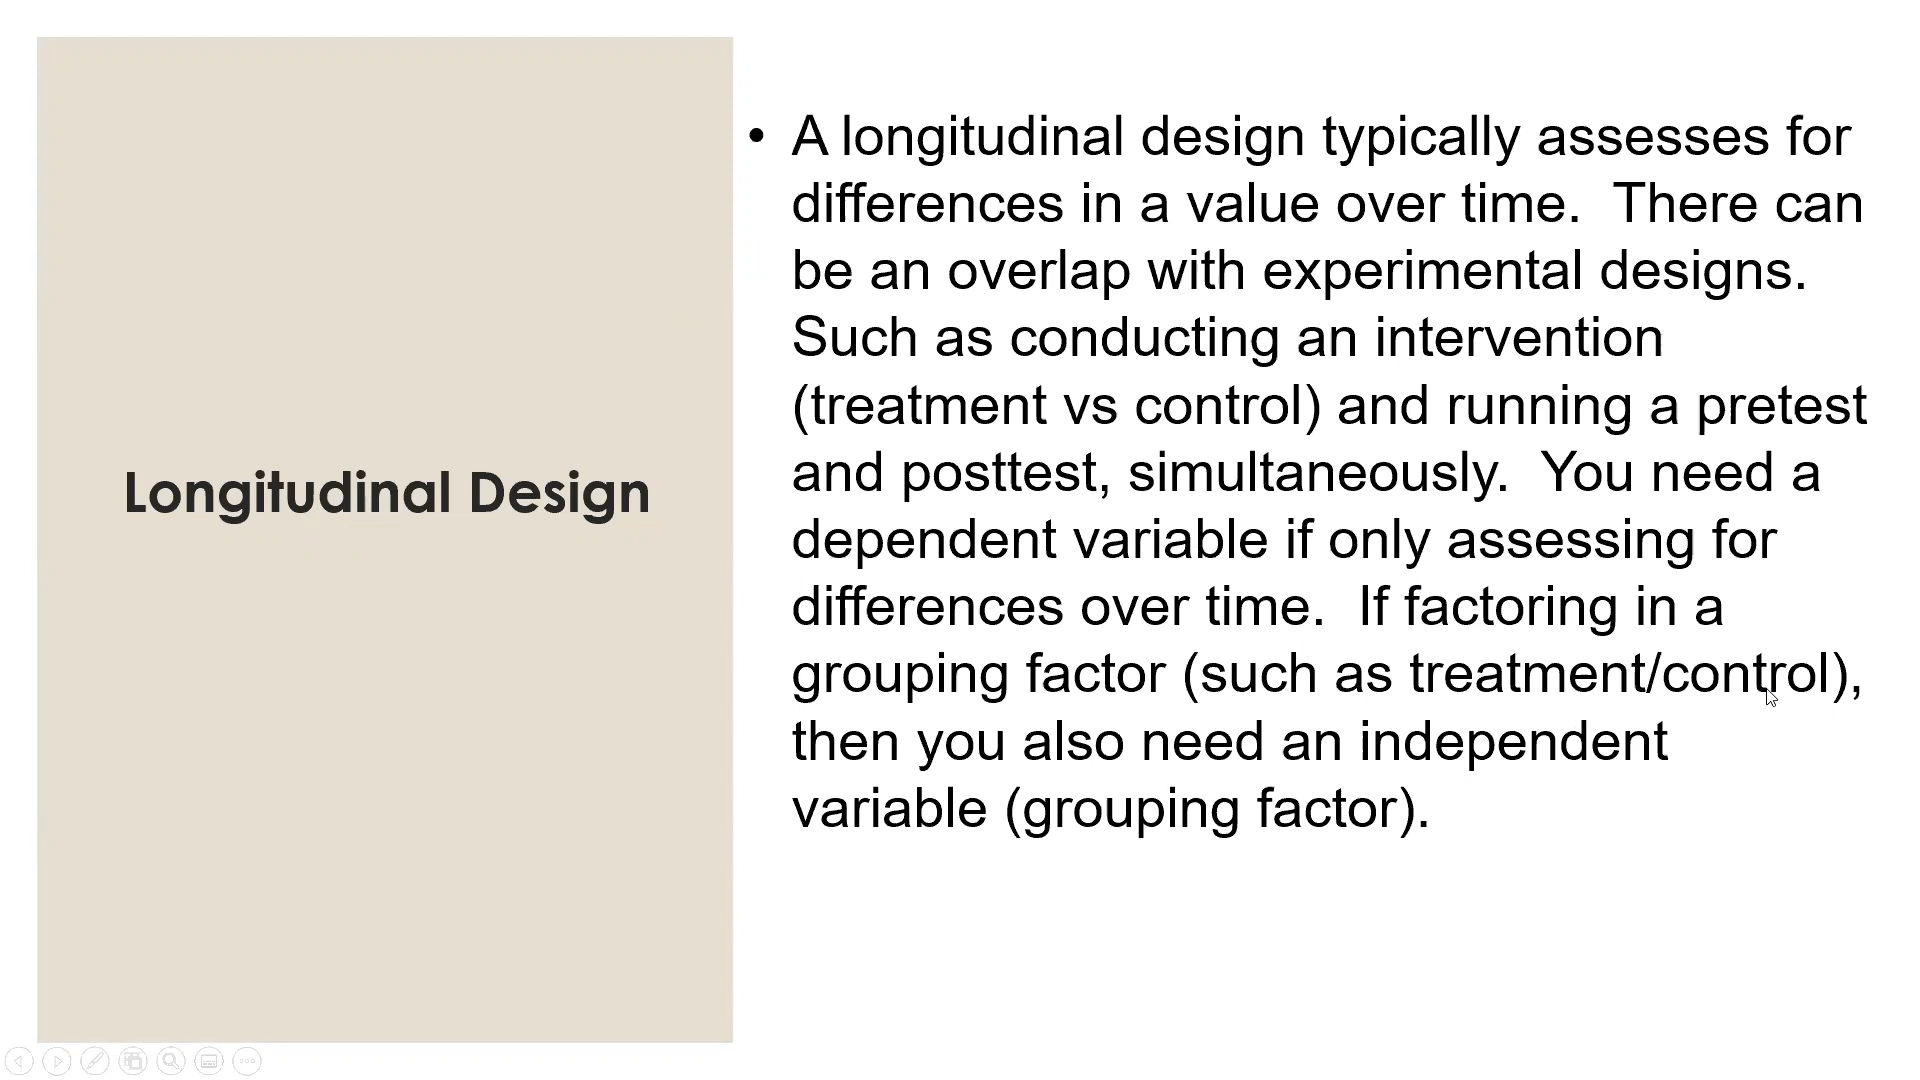 Longitudinal Design
• A longitudinal design typically assesses for
differences in a value over time.  There can
be an overlap with experimental designs.
Such as conducting an intervention
(treatment vs control) and running a pretest
and posttest, simultaneously.  You need a
dependent variable if only assessing for
differences over time.  If factoring in a
grouping factor (such as treatment/control),
then you also need an independent
variable (grouping factor).